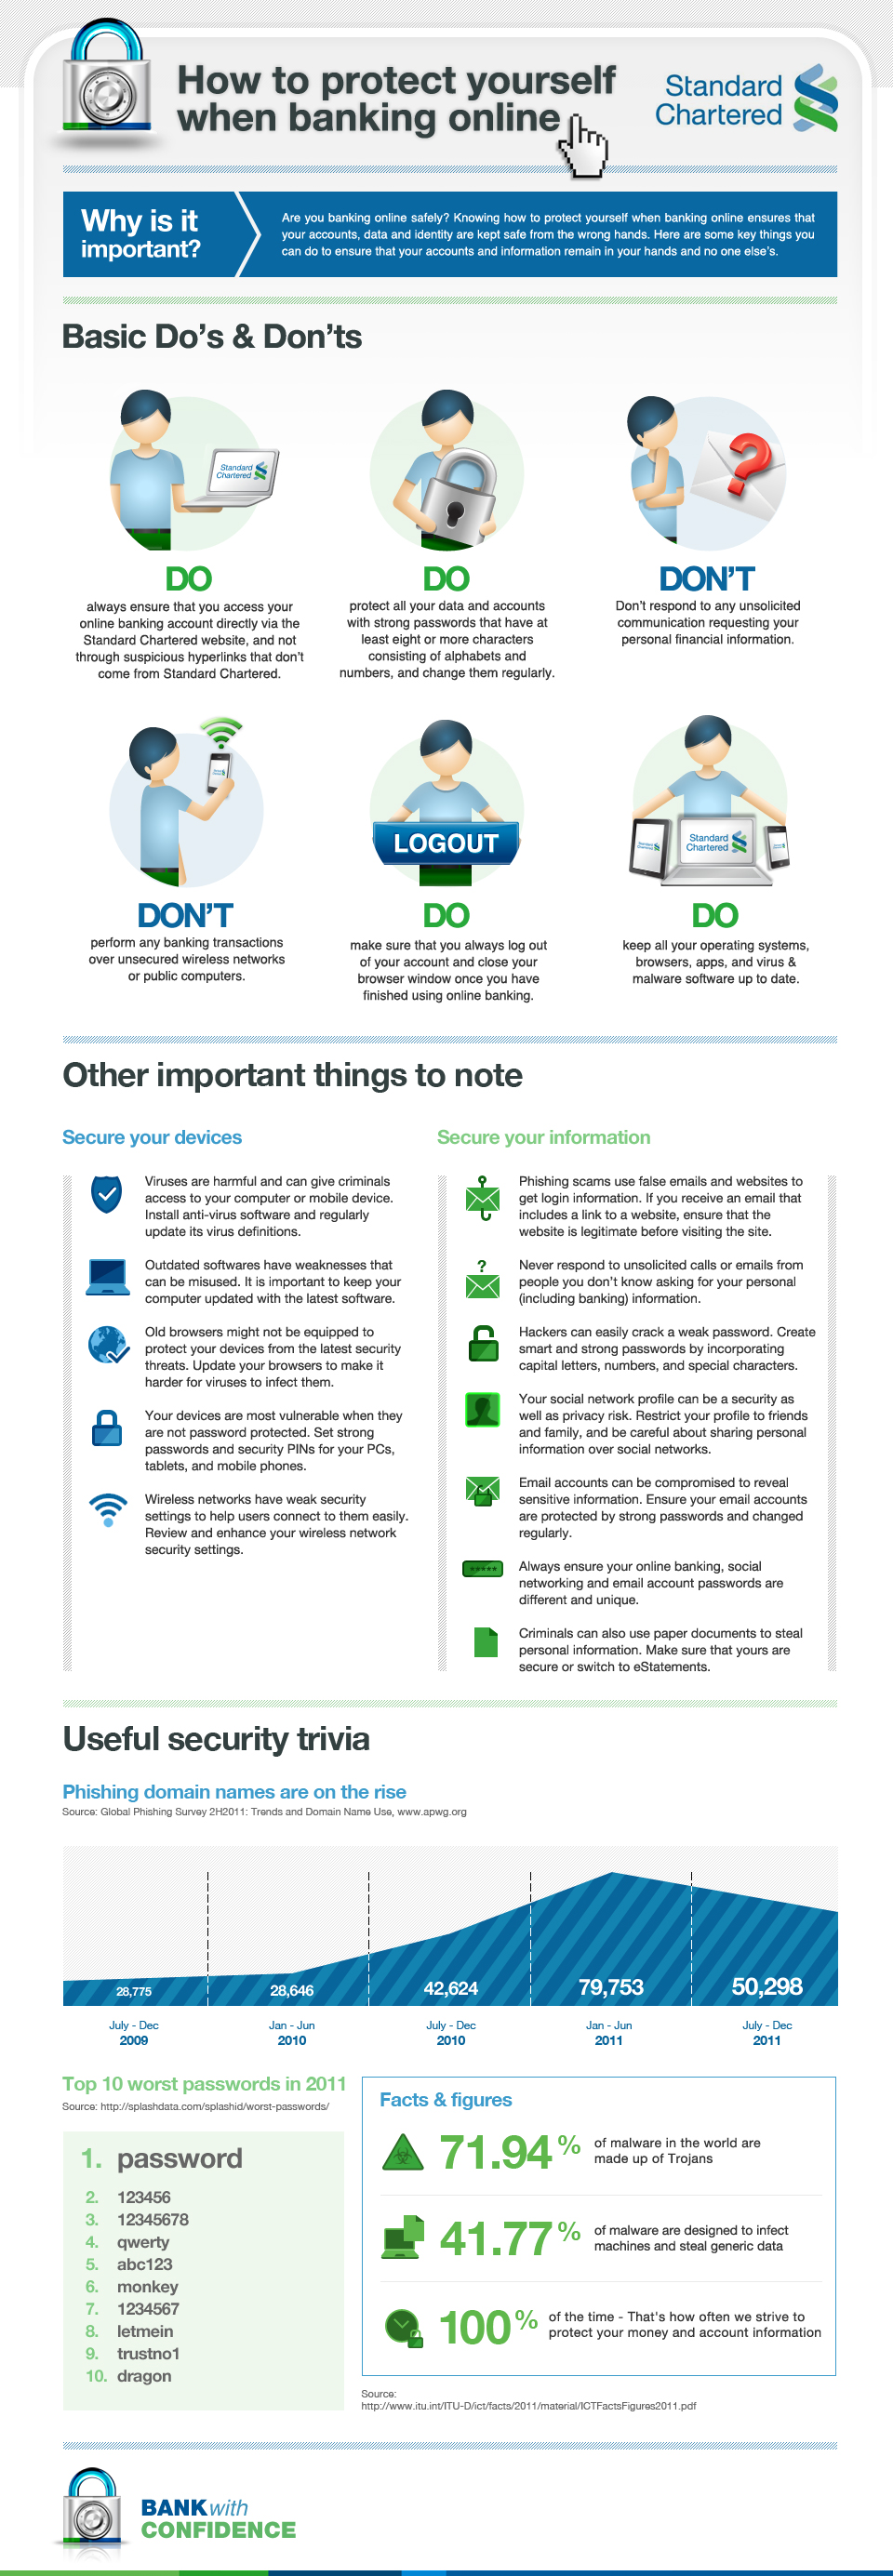 How to protect yourself
when banking online
Standard
Chartered
Why is it
important?
Are you banking online safely? Knowing how to protect yourself when banking online ensures that
your accounts, data and identity are kept safe from the wrong hands. Here are some key things you
can do to ensure that your accounts and information remain in your hands and no one else's.
Basic Do's & Don'ts
Standard
Chartered
DO
always ensure that you access your
online banking account directly via the
Standard Chartered website, and not
through suspicious hyperlinks that don't
come from Standard Chartered.
DO
protect all your data and accounts
with strong passwords that have at
least eight or more characters
consisting of alphabets and
numbers, and change them regularly.
?
DON'T
Don't respond to any unsolicited
communication requesting your
personal financial information.
DON'T
perform any banking transactions
over unsecured wireless networks
or public computers.
LOGOUT
DO
make sure that you always log out
of your account and close your
browser window once you have
finished using online banking.
Standard
Chartered
DO
keep all your operating systems,
browsers, apps, and virus &
malware software up to date.
Other important things to note
Secure your devices
Viruses are harmful and can give criminals
access to your computer or mobile device.
Install anti-virus software and regularly
update its virus definitions.
Outdated softwares have weaknesses that
can be misused. It is important to keep your
computer updated with the latest software.
Old browsers might not be equipped to
protect your devices from the latest security
threats. Update your browsers to make it
harder for viruses to infect them.
Your devices are most vulnerable when they
are not password protected. Set strong
passwords and security PINs for your PCs,
tablets, and mobile phones.
Wireless networks have weak security
settings to help users connect to them easily.
Review and enhance your wireless network
security settings.
Secure your information
Phishing scams use false emails and websites to
get login information. If you receive an email that
includes a link to a website, ensure that the
website is legitimate before visiting the site.
?
Never respond to unsolicited calls or emails from
people you don't know asking for your personal
(including banking) information.
Hackers can easily crack a weak password. Create
smart and strong passwords by incorporating
capital letters, numbers, and special characters.
Your social network profile can be a security as
well as privacy risk. Restrict your profile to friends
and family, and be careful about sharing personal
information over social networks.
Email accounts can be compromised to reveal
sensitive information. Ensure your email accounts
are protected by strong passwords and changed
regularly.
*****
Always ensure your online banking, social
networking and email account passwords are
different and unique.
Criminals can also use paper documents to steal
personal information. Make sure that yours are
secure or switch to eStatements.
Useful security trivia
Phishing domain names are on the rise
Source: Global Phishing Survey 2H2011: Trends and Domain Name Use, www.apwg.org
28,775
28,646
42,624
79,753
50,298
July - Dec
2009
Jan - Jun
2010
July - Dec
2010
Jan - Jun
2011
July - Dec
2011
Top 10 worst passwords in 2011
Source: http://splashdata.com/splashid/worst-passwords/
1. password
2. 123456
3. 12345678
4. qwerty
5. abc123
6. monkey
7. 1234567
8. letmein
9. trustno1
10. dragon
Facts & figures
71.94%
of malware in the world are
made up of Trojans
41.77%
of malware are designed to infect
machines and steal generic data
100%
of the time - That's how often we strive to
protect your money and account information
Source:
http://www.itu.int/ITU-D/ict/facts/2011/material/ICTFactsFigures2011.pdf
BANK with
CONFIDENCE